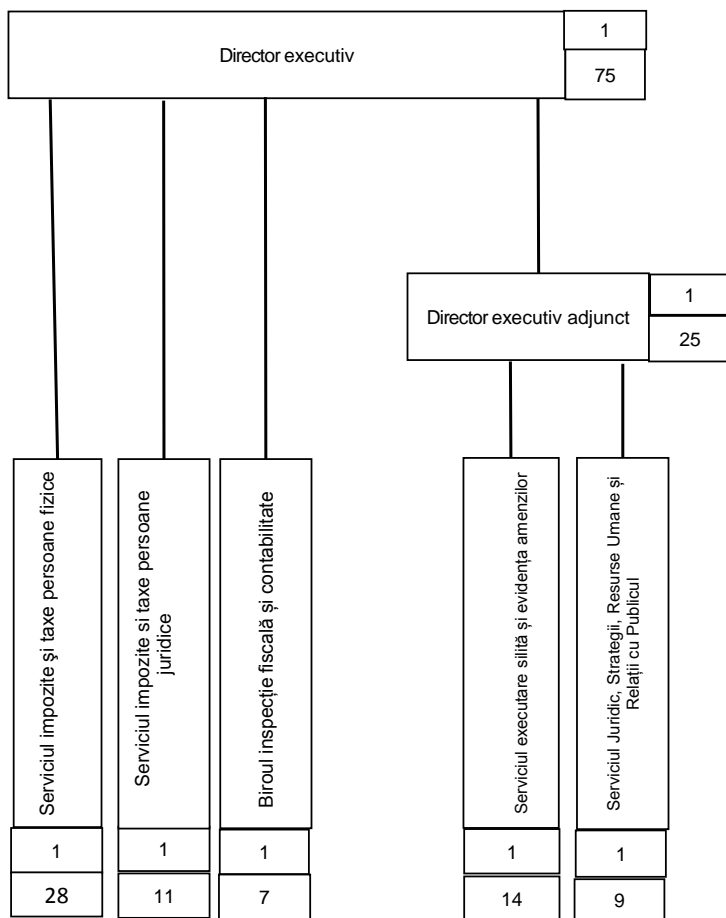 Director executiv
1
75
Director executiv adjunct
1
25
Serviciul impozite şi taxe persoane fizice
1
28
Serviciul impozite si taxe persoane
juridice
1
11
Biroul inspecție fiscală și contabilitate
1
7
Serviciul executare silită și evidența amenzilor
1
14
Serviciul Juridic, Strategii, Resurse Umane și
Relații cu Publicul
1
9